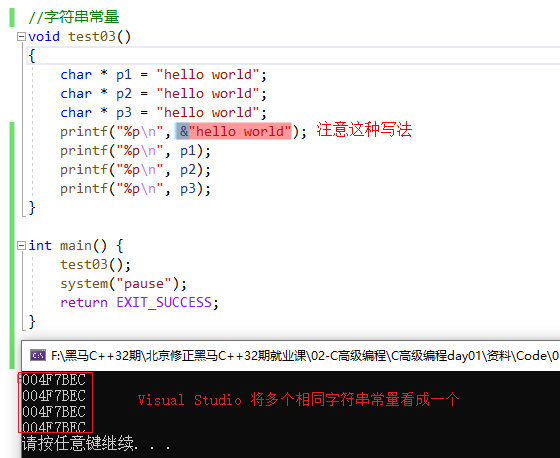 //字符串常量
void test03()
{
char * p1 = "hello world";
char * p2 = "hello world";
char * p3 = "hello world";
printf("%p\n", &"hello world"); 注意这种写法
printf("%p\n", p1);
printf("%p\n", p2);
printf("%p\n", p3);
}
int main() {
test03();
system("pause");
return EXIT_SUCCESS;
}
F:\黑马C++32期\北京修正黑马C++32期就业课\02-C高级编程\C高级编程day01\资料\Code\0
004F7BEC
004F7BEC Visual Studio 将多个相同字符串常量看成一个
004F7BEC
004F7BEC
请按任意键继续. . .